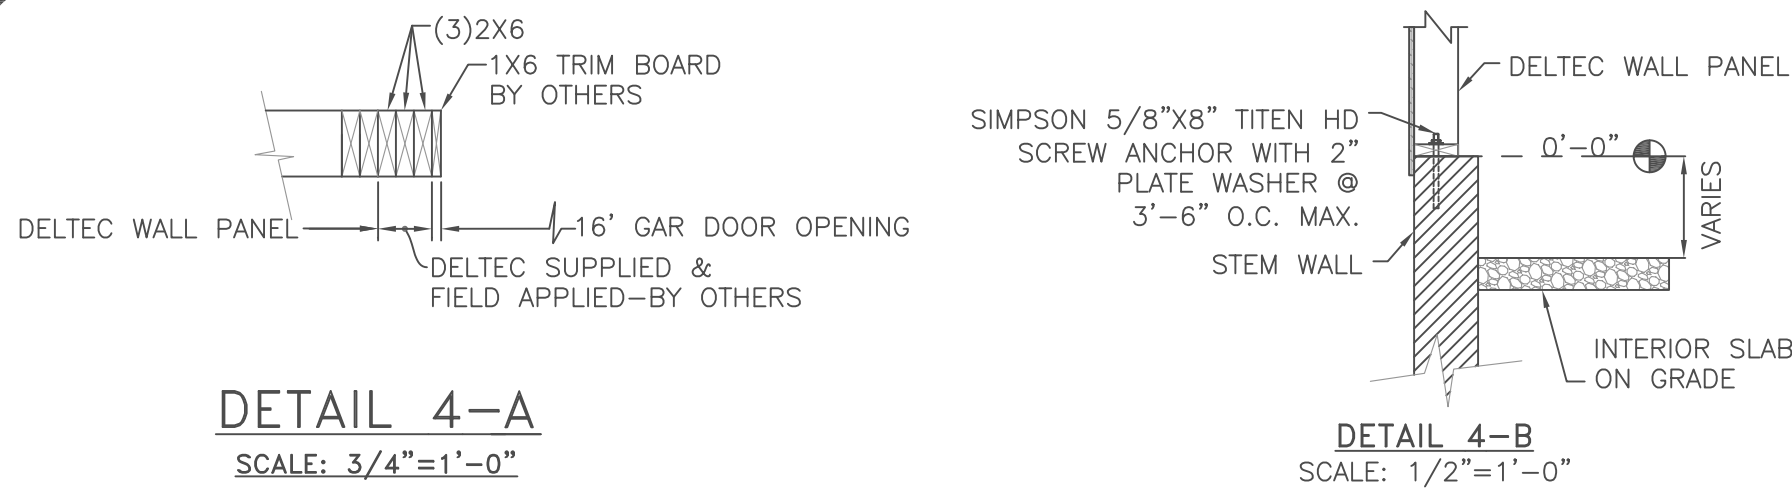 (3)2X6
1X6 TRIM BOARD
BY OTHERS
DELTEC WALL PANEL
16' GAR DOOR OPENING
DELTEC SUPPLIED &
FIELD APPLIED-BY OTHERS
DETAIL 4-A
SCALE: 3/4"=1'-0"
DELTEC WALL PANEL
SIMPSON 5/8"X8" TITEN HD
SCREW ANCHOR WITH 2"
PLATE WASHER @
3'-6" O.C. MAX.
STEM WALL
0'-0"
VARIES
INTERIOR SLAB
ON GRADE
DETAIL 4-B
SCALE: 1/2"=1'-0"